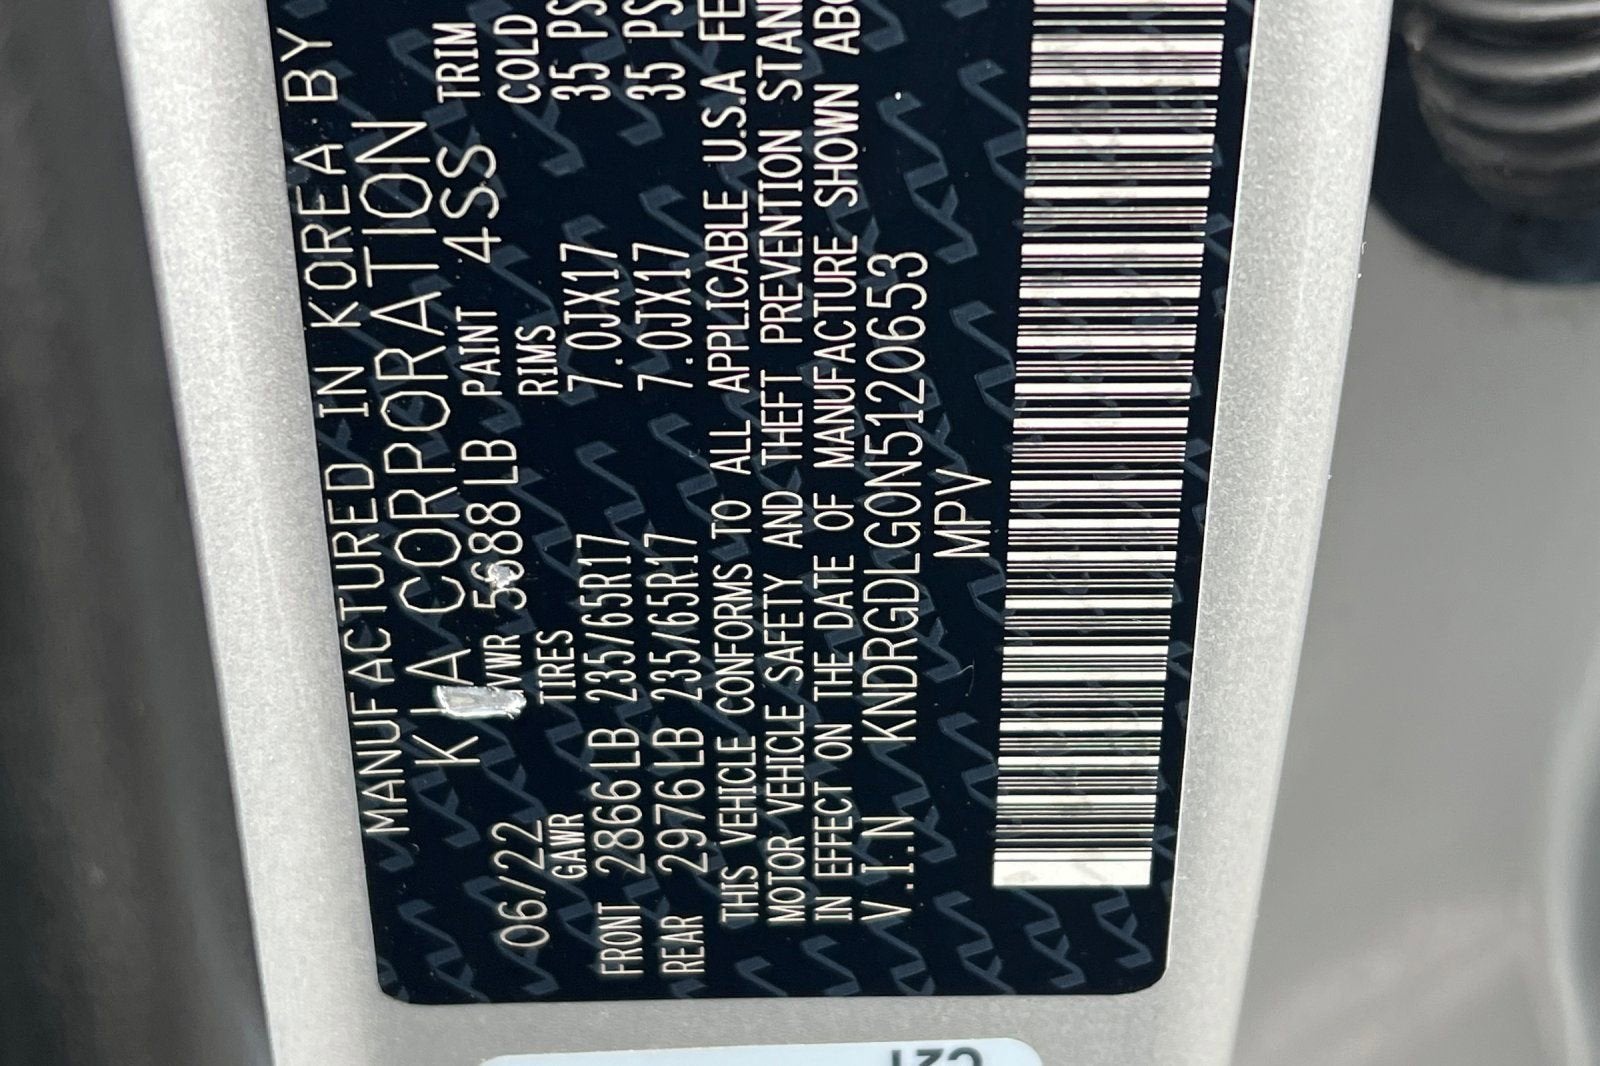 MANUFACTURED IN KOREA BY
KIA CORPORATION
06/22 GVWR 5688 LB PAINT 4SS TRIM
GAWR TIRES RIMS COLD
FRONT 2866 LB 235/65R17 7.0JX17 35 PS
REAR 2976 LB 235/65R17 7.0JX17 35 PS
THIS VEHICLE CONFORMS TO ALL APPLICABLE U.S.A FE
MOTOR VEHICLE SAFETY AND THEFT PREVENTION STAN
IN EFFECT ON THE DATE OF MANUFACTURE SHOWN ABO
V.I.N KNDRGDLG0N5120653
MPV
C21